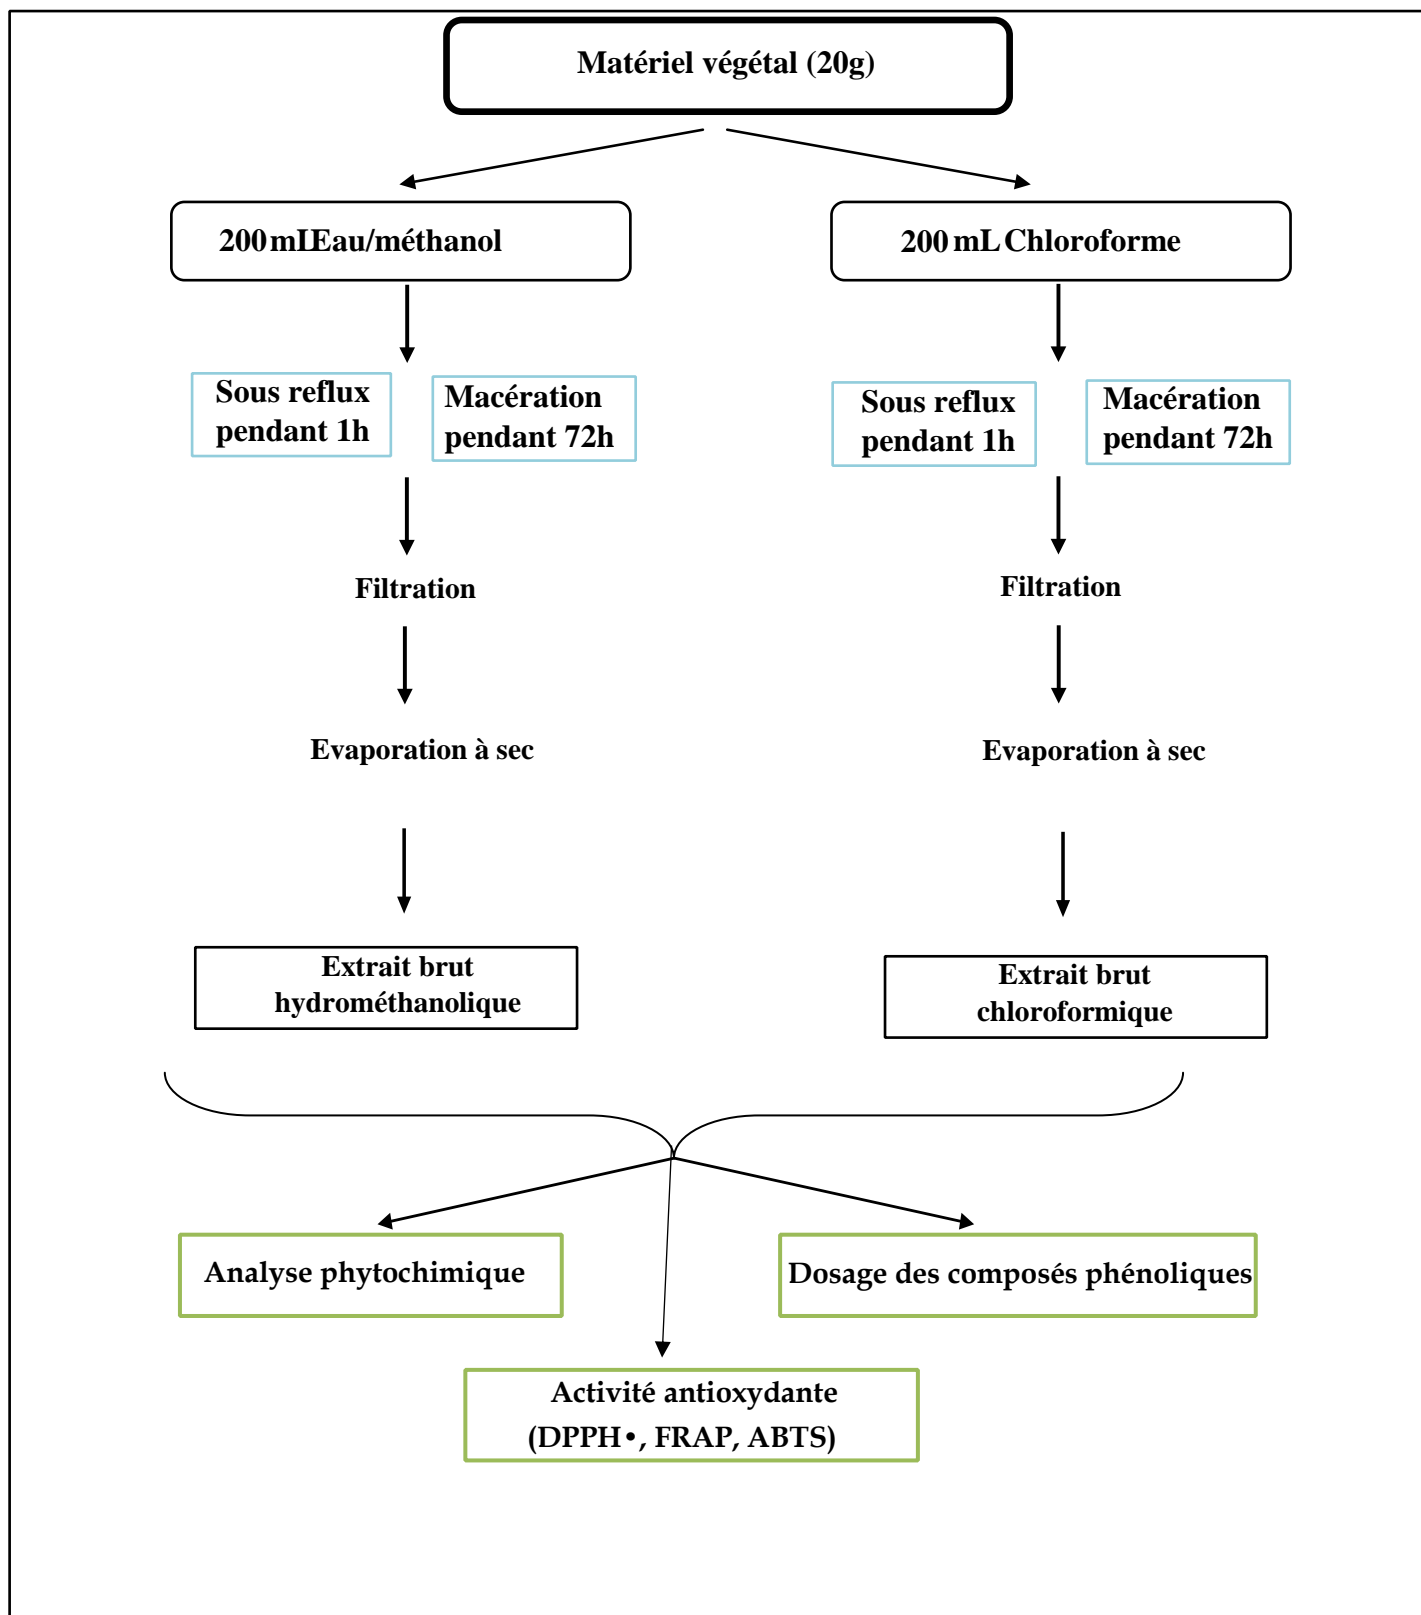 Matériel végétal (20g)
200 mL Eau/méthanol
200 mL Chloroforme
Sous reflux
pendant 1h
Macération
pendant 72h
Sous reflux
pendant 1h
Macération
pendant 72h
Filtration
Filtration
Evaporation à sec
Evaporation à sec
Extrait brut
hydrométhanolique
Extrait brut
chloroformique
Analyse phytochimique
Dosage des composés phénoliques
Activité antioxydante
(DPPH•, FRAP, ABTS)